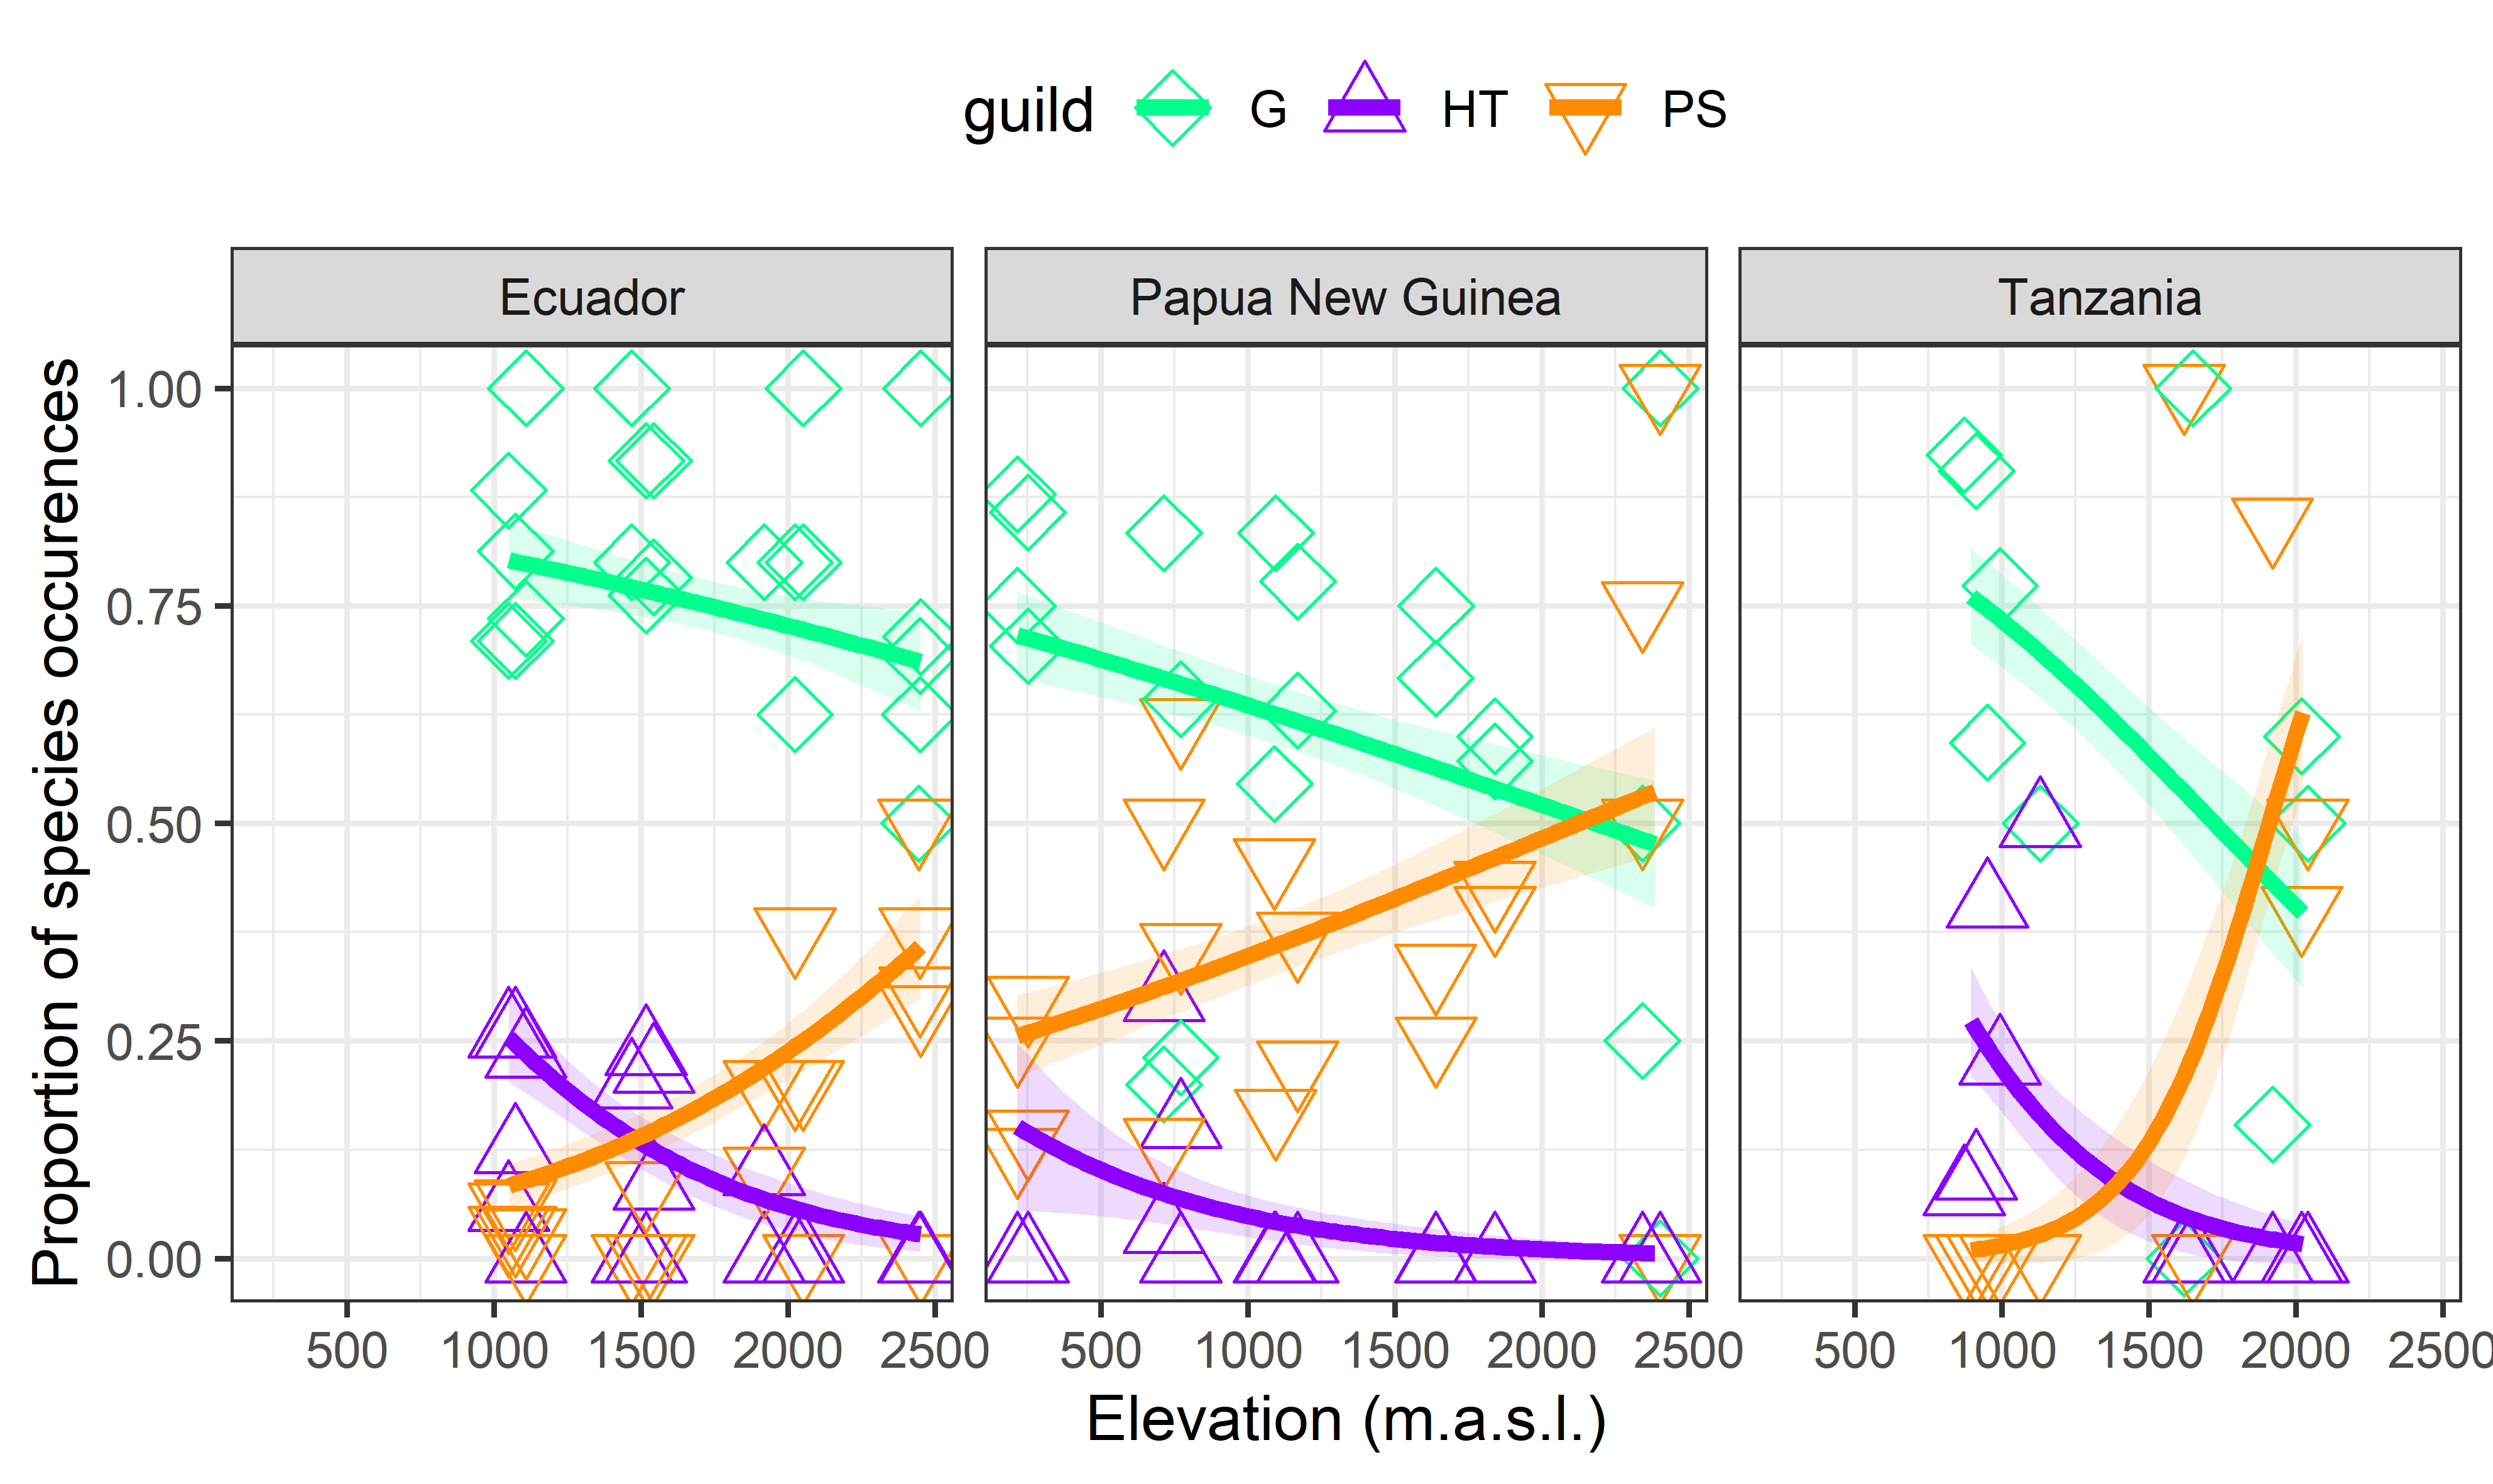 guild G HT PS
Ecuador Papua New Guinea Tanzania
Proportion of species occurences
1.00
0.75
0.50
0.25
0.00
500 1000 1500 2000 2500 500 1000 1500 2000 2500 500 1000 1500 2000 2500
Elevation (m.a.s.l.)